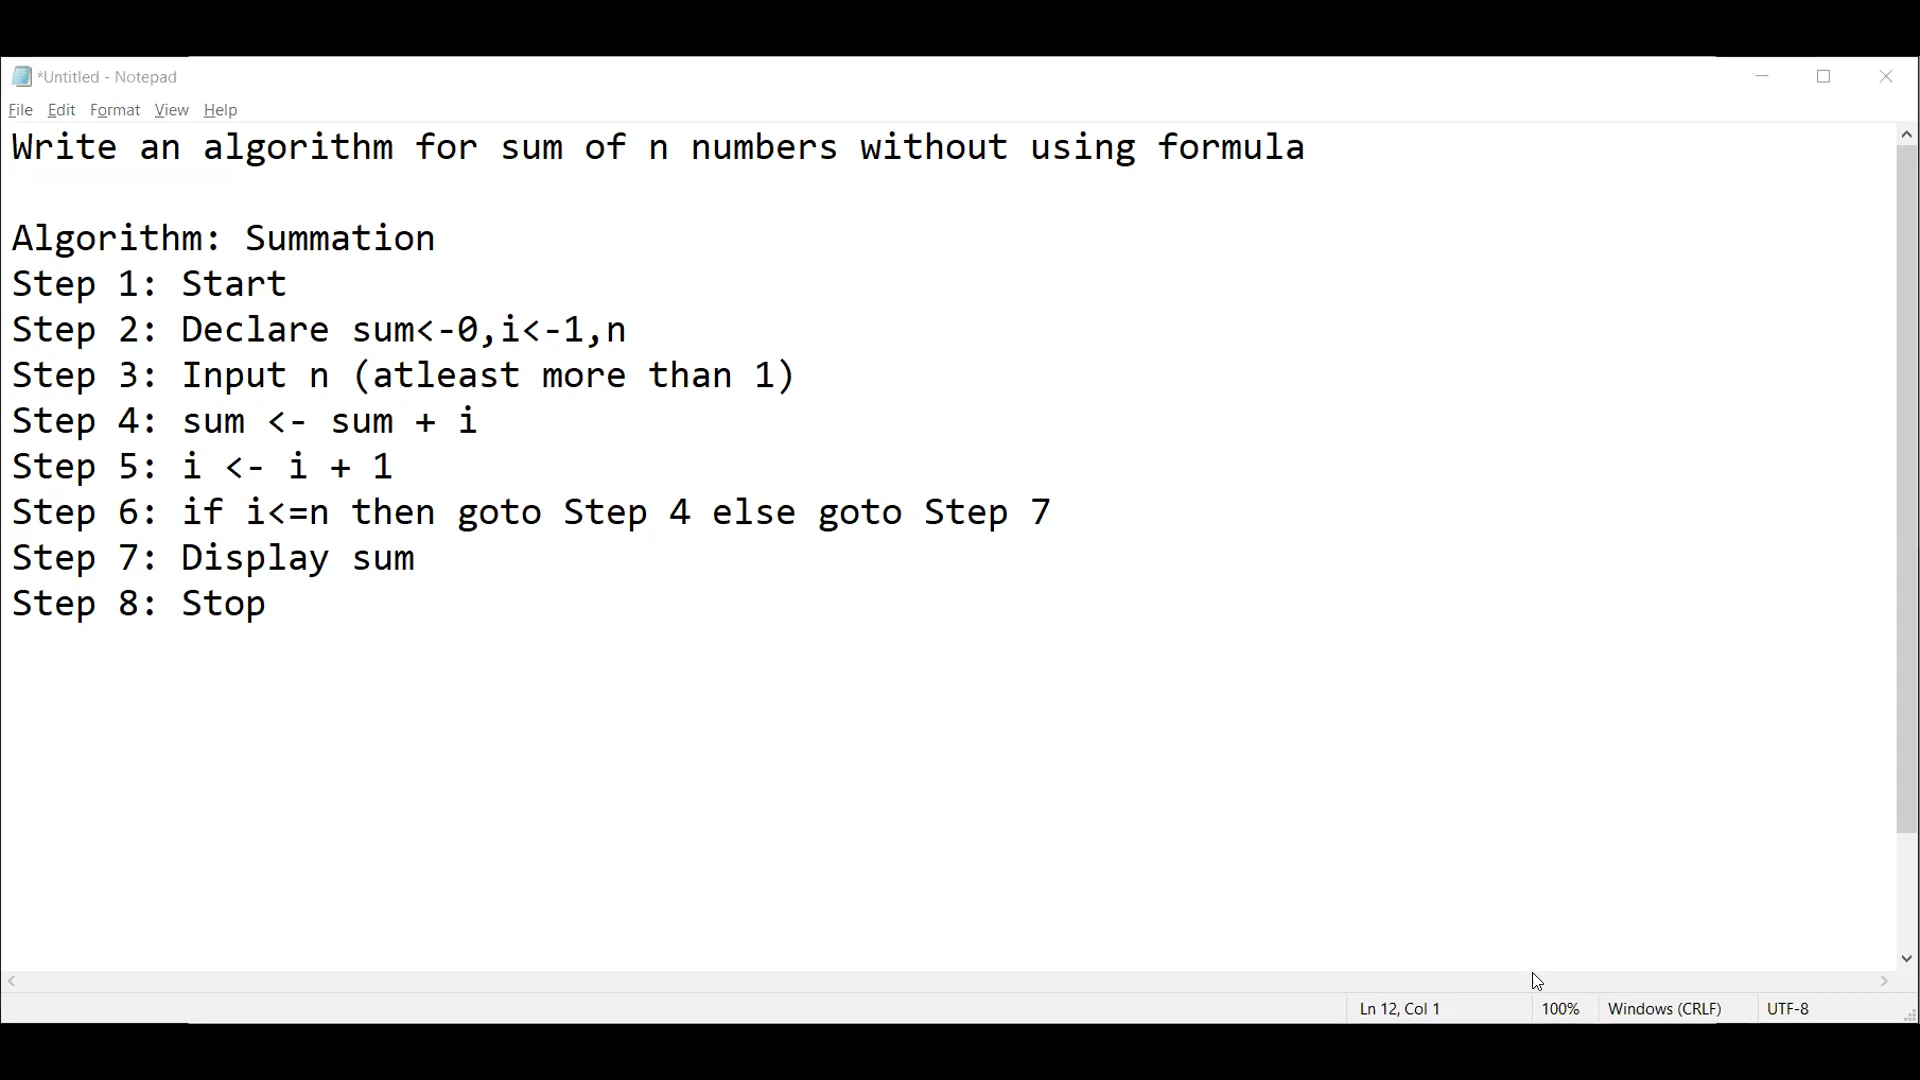 *Untitled - Notepad
File Edit Format View Help
Write an algorithm for sum of n numbers without using formula
Algorithm: Summation
Step 1: Start
Step 2: Declare sum<-0,i<-1,n
Step 3: Input n (atleast more than 1)
Step 4: sum <- sum + i
Step 5: i <- i + 1
Step 6: if i<=n then goto Step 4 else goto Step 7
Step 7: Display sum
Step 8: Stop
Ln 12, Col 1 100% Windows (CRLF) UTF-8